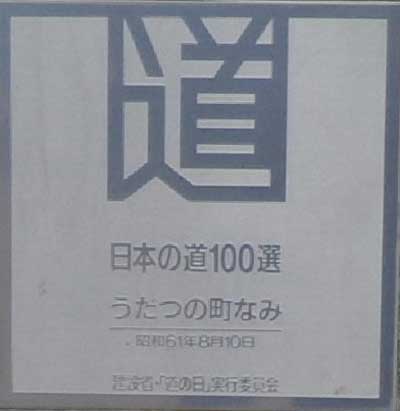 道
日本の道100選
うだつの町なみ
昭和61年8月10日
建設省・「道の日」実行委員会